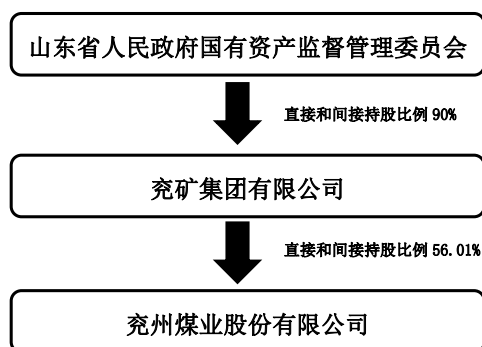 山东省人民政府国有资产监督管理委员会
直接和间接持股比例 90%
兖矿集团有限公司
直接和间接持股比例 56.01%
兖州煤业股份有限公司